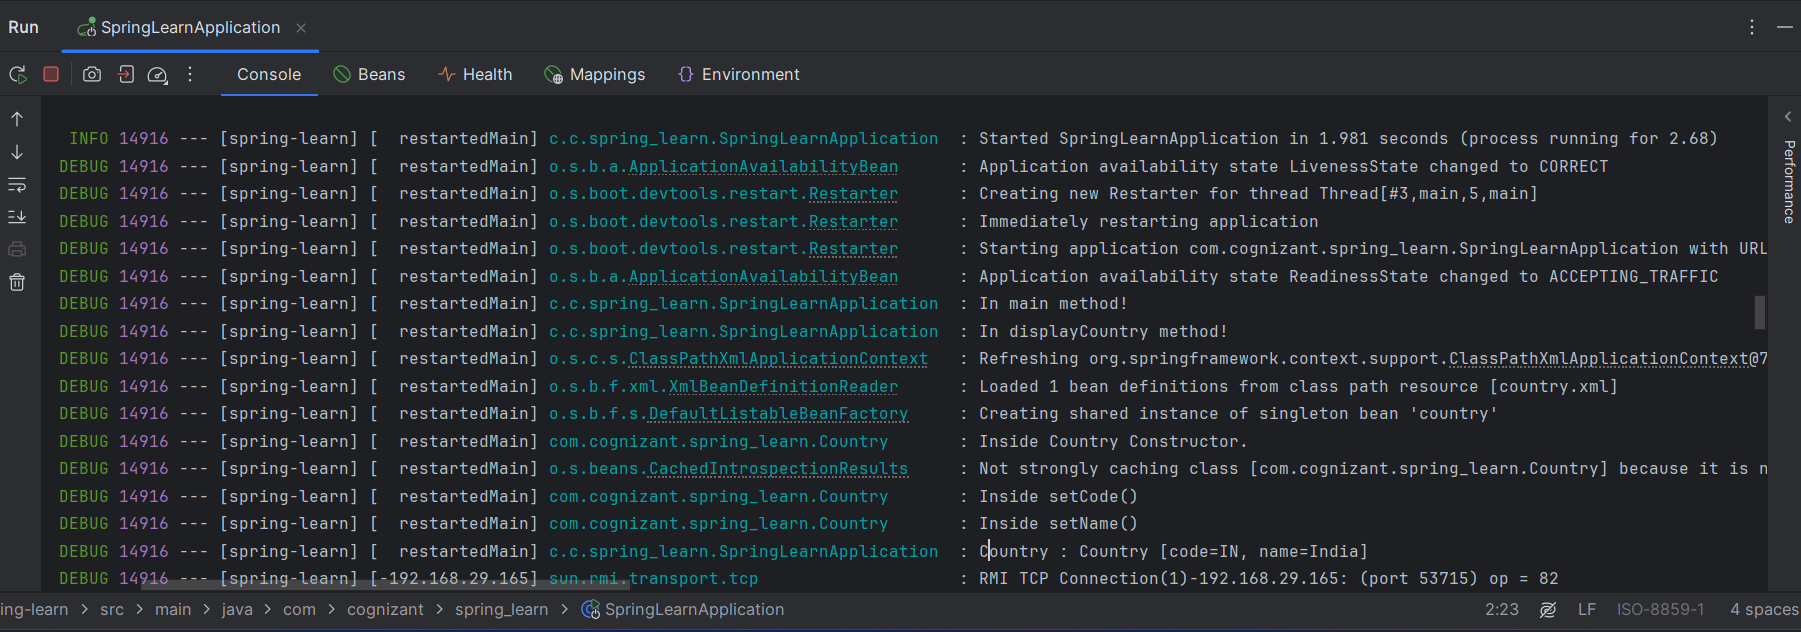 Run SpringLearnApplication
Console Beans Health Mappings Environment
INFO 14916 --- [spring-learn] [  restartedMain] c.c.spring_learn.SpringLearnApplication  : Started SpringLearnApplication in 1.981 seconds (process running for 2.68)
DEBUG 14916 --- [spring-learn] [  restartedMain] o.s.b.a.ApplicationAvailabilityBean      : Application availability state LivenessState changed to CORRECT
DEBUG 14916 --- [spring-learn] [  restartedMain] o.s.boot.devtools.restart.Restarter      : Creating new Restarter for thread Thread[#3,main,5,main]
DEBUG 14916 --- [spring-learn] [  restartedMain] o.s.boot.devtools.restart.Restarter      : Immediately restarting application
DEBUG 14916 --- [spring-learn] [  restartedMain] o.s.boot.devtools.restart.Restarter      : Starting application com.cognizant.spring_learn.SpringLearnApplication with URL
DEBUG 14916 --- [spring-learn] [  restartedMain] o.s.b.a.ApplicationAvailabilityBean      : Application availability state ReadinessState changed to ACCEPTING_TRAFFIC
DEBUG 14916 --- [spring-learn] [  restartedMain] c.c.spring_learn.SpringLearnApplication  : In main method!
DEBUG 14916 --- [spring-learn] [  restartedMain] c.c.spring_learn.SpringLearnApplication  : In displayCountry method!
DEBUG 14916 --- [spring-learn] [  restartedMain] o.s.c.s.ClassPathXmlApplicationContext   : Refreshing org.springframework.context.support.ClassPathXmlApplicationContext@7
DEBUG 14916 --- [spring-learn] [  restartedMain] o.s.b.f.xml.XmlBeanDefinitionReader      : Loaded 1 bean definitions from class path resource [country.xml]
DEBUG 14916 --- [spring-learn] [  restartedMain] o.s.b.f.s.DefaultListableBeanFactory     : Creating shared instance of singleton bean 'country'
DEBUG 14916 --- [spring-learn] [  restartedMain] com.cognizant.spring_learn.Country       : Inside Country Constructor.
DEBUG 14916 --- [spring-learn] [  restartedMain] o.s.beans.CachedIntrospectionResults     : Not strongly caching class [com.cognizant.spring_learn.Country] because it is n
DEBUG 14916 --- [spring-learn] [  restartedMain] com.cognizant.spring_learn.Country       : Inside setCode()
DEBUG 14916 --- [spring-learn] [  restartedMain] com.cognizant.spring_learn.Country       : Inside setName()
DEBUG 14916 --- [spring-learn] [  restartedMain] c.c.spring_learn.SpringLearnApplication  : Country : Country [code=IN, name=India]
DEBUG 14916 --- [spring-learn] [-192.168.29.165] sun.rmi.transport.tcp                    : RMI TCP Connection(1)-192.168.29.165: (port 53715) op = 82
Performance
ing-learn > src > main > java > com > cognizant > spring_learn > SpringLearnApplication 2:23 LF ISO-8859-1 4 spaces